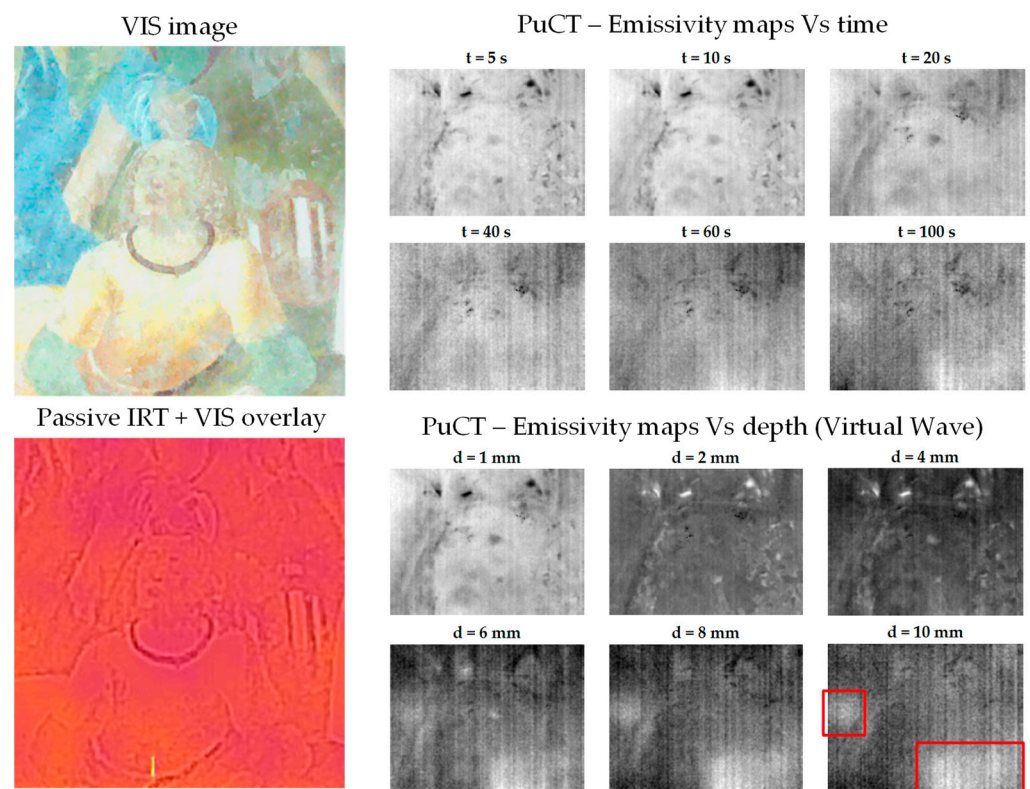 VIS image
PuCT – Emissivity maps Vs time
t = 5 s
t = 10 s
t = 20 s
t = 40 s
t = 60 s
t = 100 s
Passive IRT + VIS overlay
PuCT – Emissivity maps Vs depth (Virtual Wave)
d = 1 mm
d = 2 mm
d = 4 mm
d = 6 mm
d = 8 mm
d = 10 mm